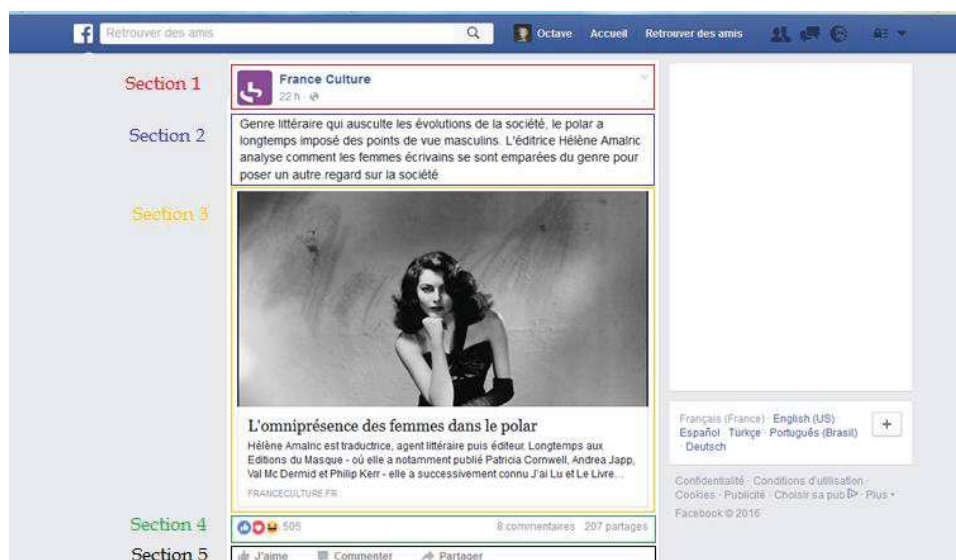 Retrouver des amis
Octave Accueil Retrouver des amis
Section 1
France Culture
22 h
Section 2
Genre littéraire qui ausculte les évolutions de la société, le polar a
longtemps imposé des points de vue masculins. L'éditrice Hélène Amalric
analyse comment les femmes écrivains se sont emparées du genre pour
poser un autre regard sur la société
Section 3
L'omniprésence des femmes dans le polar
Hélène Amalric est traductrice, agent littéraire puis éditeur. Longtemps aux
Editions du Masque - où elle a notamment publié Patricia Cornwell, Andrea Japp,
Val Mc Dermid et Philip Kerr - elle a successivement connu J'ai Lu et Le Livre...
FRANCECULTURE.FR
Section 4
505 8 commentaires 207 partages
Section 5
J'aime Commenter Partager
Français (France) · English (US)
Español · Türkçe · Português (Brasil)
· Deutsch
Confidentialité · Conditions d'utilisation ·
Cookies · Publicité · Choisir sa pub · Plus
Facebook © 2016